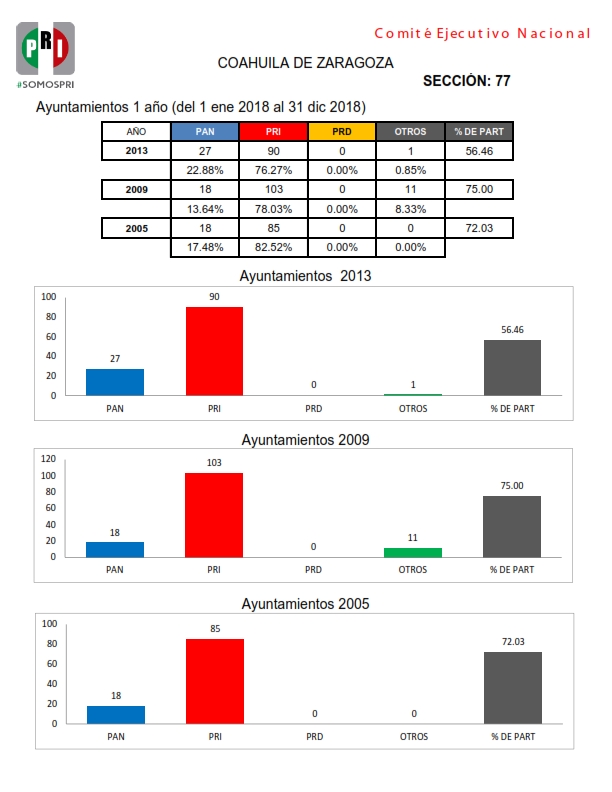 PRI
#SOMOSPRI
Comité Ejecutivo Nacional
COAHUILA DE ZARAGOZA
SECCIÓN: 77
Ayuntamientos 1 año (del 1 ene 2018 al 31 dic 2018)
AÑO PAN PRI PRD OTROS % DE PART
2013 27 90 0 1 56.46
22.88% 76.27% 0.00% 0.85%
2009 18 103 0 11 75.00
13.64% 78.03% 0.00% 8.33%
2005 18 85 0 0 72.03
17.48% 82.52% 0.00% 0.00%
Ayuntamientos 2013
100
80
60
40
20
0
27 90 0 1 56.46
PAN PRI PRD OTROS % DE PART
Ayuntamientos 2009
120
100
80
60
40
20
0
18 103 0 11 75.00
PAN PRI PRD OTROS % DE PART
Ayuntamientos 2005
100
80
60
40
20
0
18 85 0 0 72.03
PAN PRI PRD OTROS % DE PART